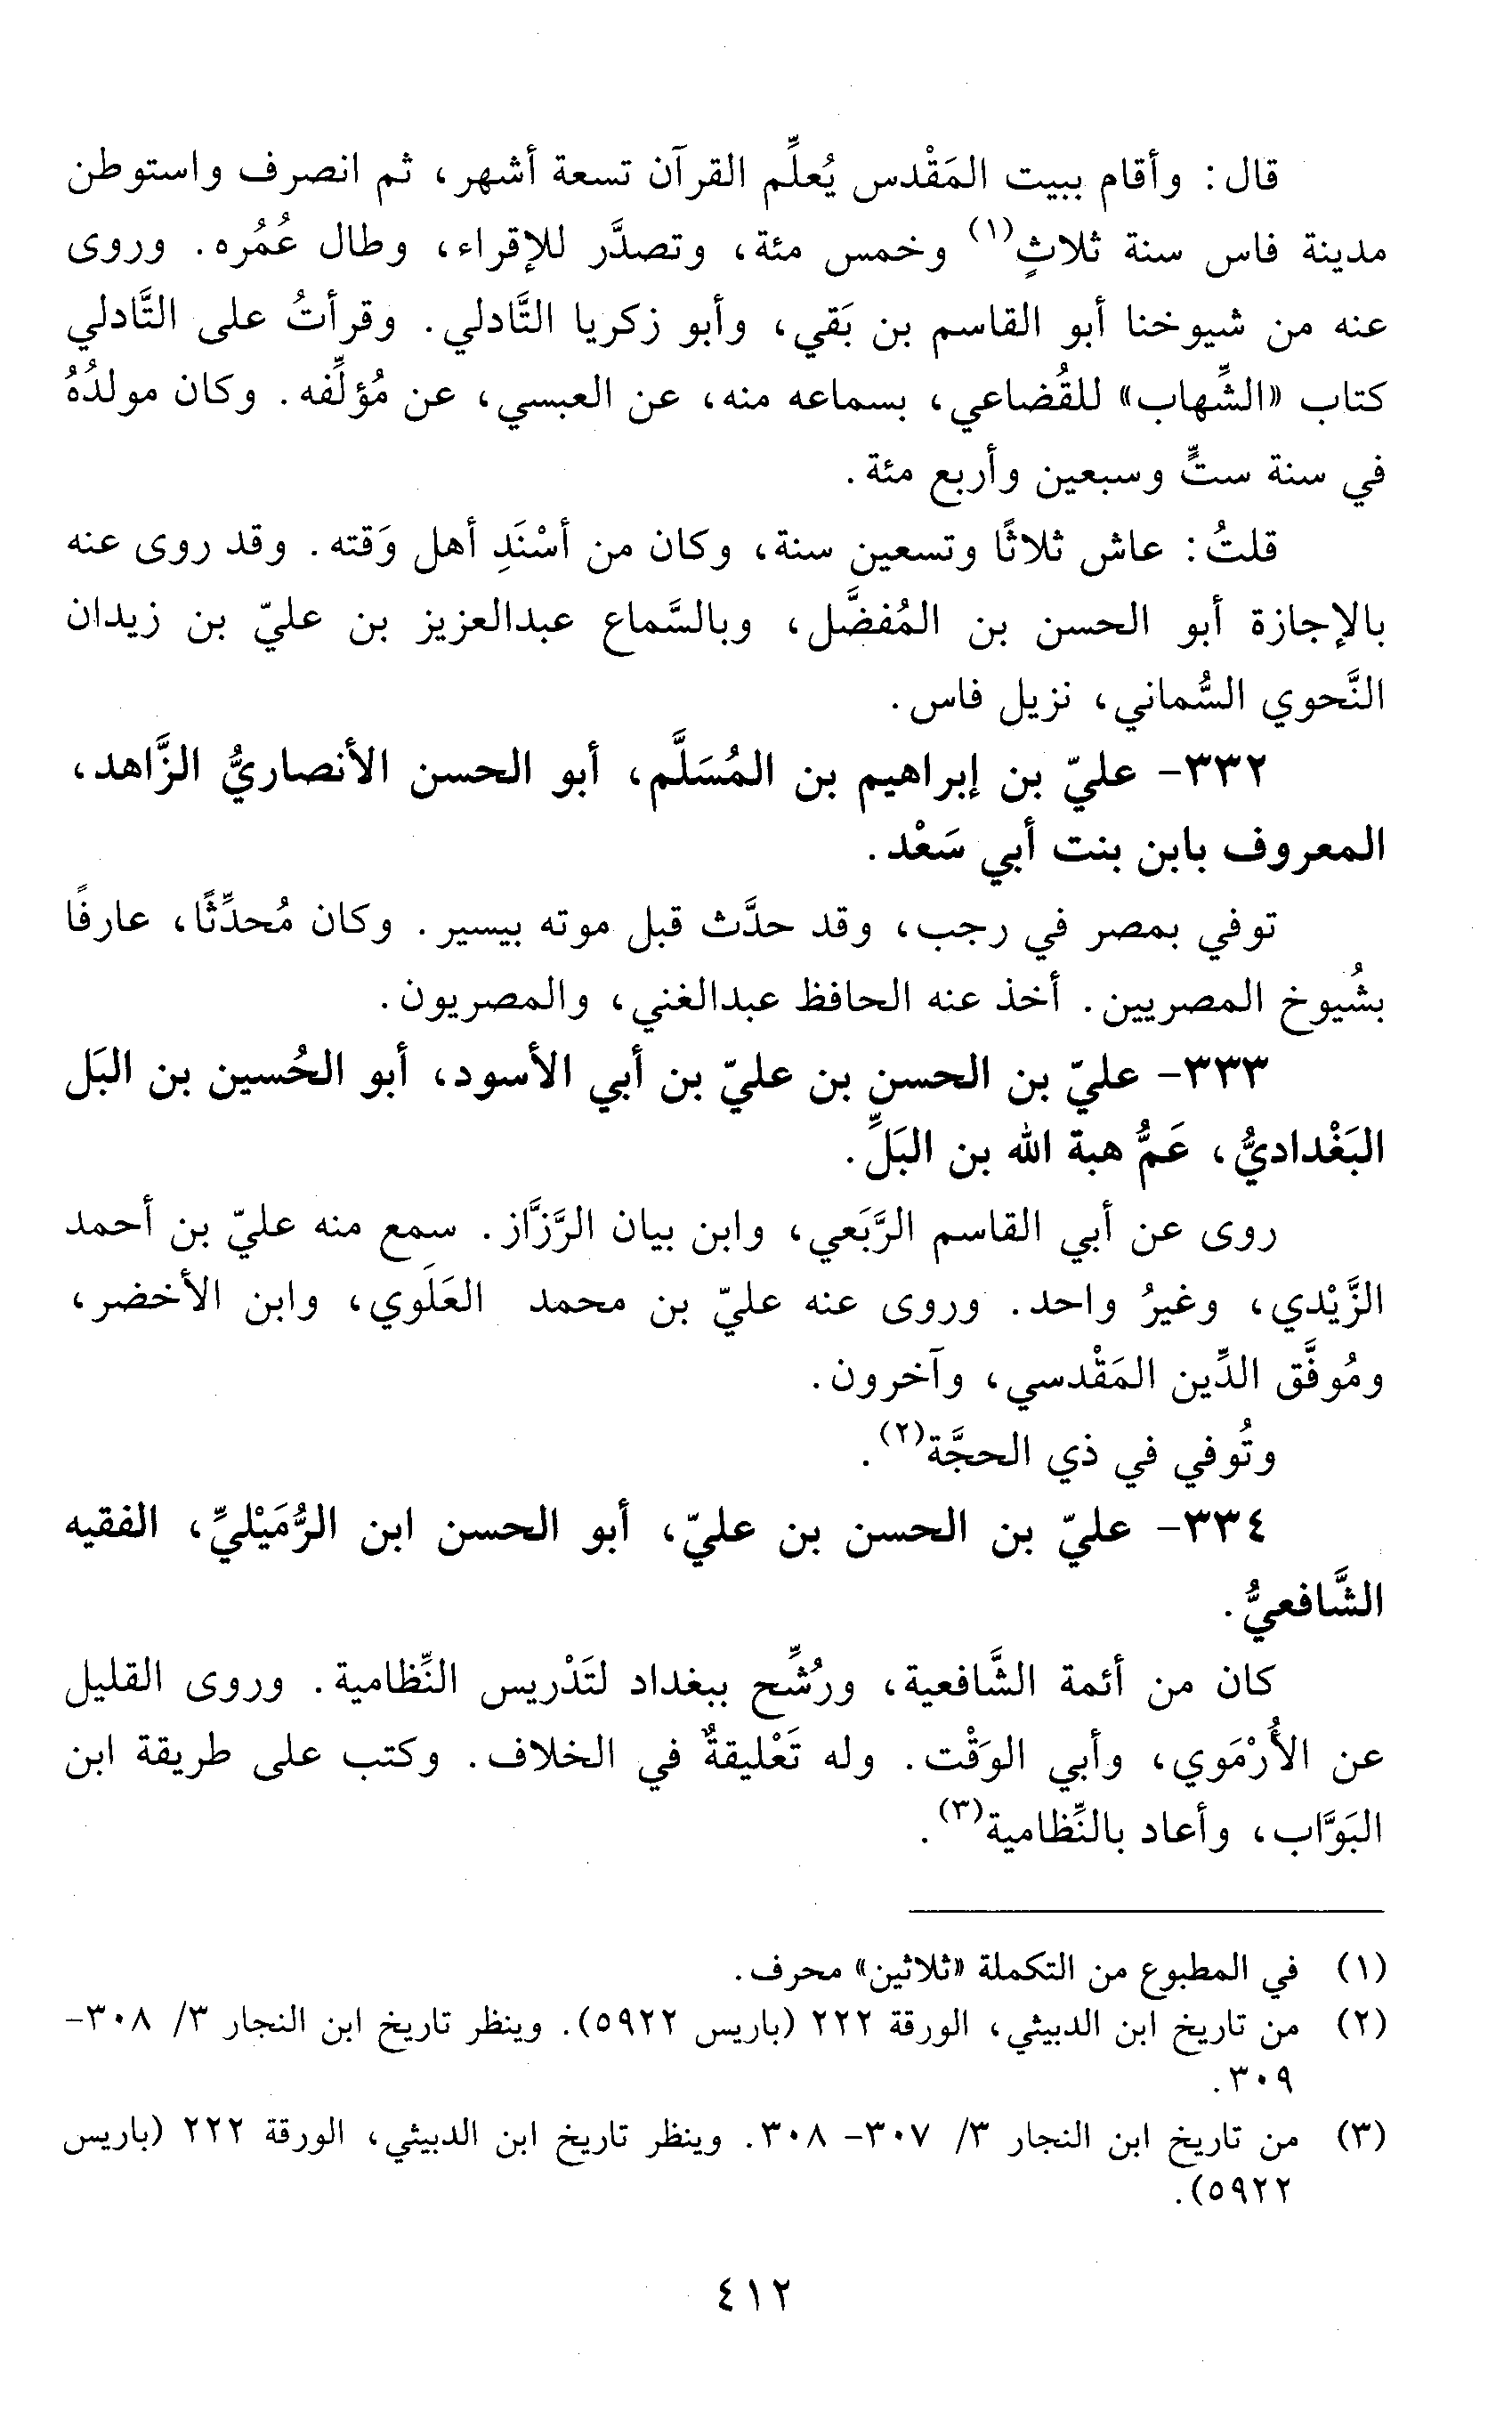 قال: وأقام ببيت المَقْدس يُعلِّم القرآن تسعة أشهر، ثم انصرف واستوطن
مدينة فاس سنة ثلاثٍ(١) وخمس مئة، وتصدَّر للإقراء، وطال عُمُره. وروى
عنه من شيوخنا أبو القاسم بن بَقي، وأبو زكريا التَّادلي. وقرأتُ على التَّادلي
كتاب «الشِّهاب» للقُضاعي، بسماعه منه، عن العبسي، عن مُؤلِّفه. وكان مولدُهُ
في سنة ستٍّ وسبعين وأربع مئة.
قلتُ: عاش ثلاثًا وتسعين سنة، وكان من أسْنَدِ أهل وَقته. وقد روى عنه
بالإجازة أبو الحسن بن المُفضَّل، وبالسَّماع عبدالعزيز بن عليّ بن زيدان
النَّحوي السُّماني، نزيل فاس.
٣٣٢- عليّ بن إبراهيم بن المُسَلَّم، أبو الحسن الأنصاريُّ الزَّاهد،
المعروف بابن بنت أبي سَعْد.
توفي بمصر في رجب، وقد حدَّث قبل موته بيسير. وكان مُحدِّثًا، عارفًا
بشُيوخ المصريين. أخذ عنه الحافظ عبدالغني، والمصريون.
٣٣٣- عليّ بن الحسن بن عليّ بن أبي الأسود، أبو الحُسين بن البَل
البَغْداديُّ، عَمُّ هبة الله بن البَلِّ.
روى عن أبي القاسم الرَّبَعي، وابن بيان الرَّزَّاز. سمع منه عليّ بن أحمد
الزَّيْدي، وغيرُ واحد. وروى عنه عليّ بن محمد العَلَوي، وابن الأخضر،
ومُوفَّق الدِّين المَقْدسي، وآخرون.
وتُوفي في ذي الحجَّة(٢).
٣٣٤- عليّ بن الحسن بن عليّ، أبو الحسن ابن الرُّمَيْليِّ، الفقيه
الشَّافعيُّ.
كان من أئمة الشَّافعية، ورُشِّح ببغداد لتَدْريس النِّظامية. وروى القليل
عن الأُرْمَوي، وأبي الوَقْت. وله تَعْليقةٌ في الخلاف. وكتب على طريقة ابن
البَوَّاب، وأعاد بالنِّظامية(٣).
(١) في المطبوع من التكملة «ثلاثين» محرف.
(٢) من تاريخ ابن الدبيثي، الورقة ٢٢٢ (باريس ٥٩٢٢). وينظر تاريخ ابن النجار ٣/ ٣٠٨-
٣٠٩.
(٣) من تاريخ ابن النجار ٣/ ٣٠٧- ٣٠٨. وينظر تاريخ ابن الدبيثي، الورقة ٢٢٢ (باريس
٥٩٢٢).
٤١٢